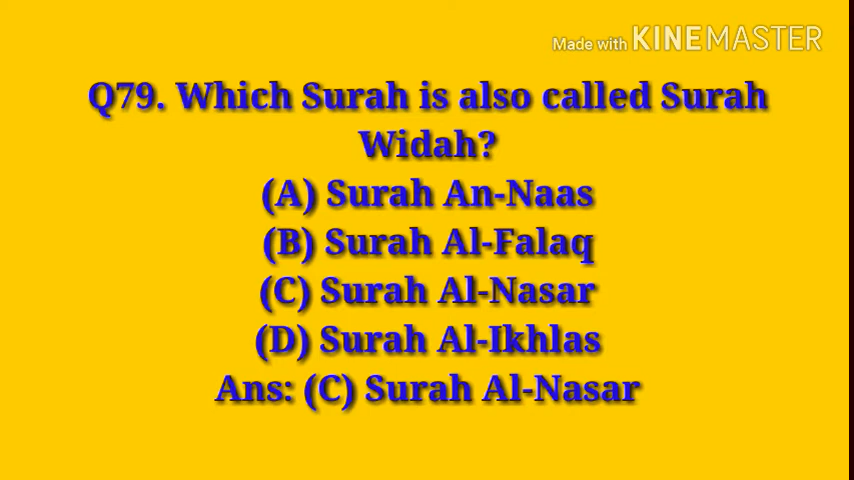 Made with KINEMASTER
Q79. Which Surah is also called Surah
Widah?
(A) Surah An-Naas
(B) Surah Al-Falaq
(C) Surah Al-Nasar
(D) Surah Al-Ikhlas
Ans: (C) Surah Al-Nasar